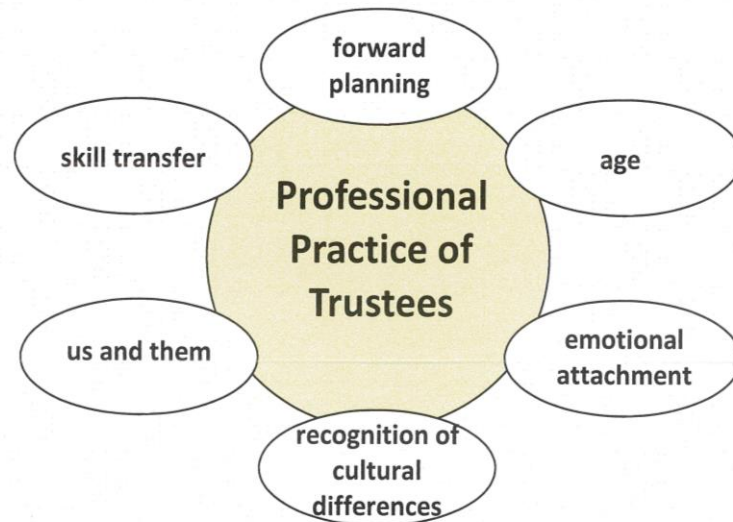 forward
planning
skill transfer
age
Professional
Practice of
Trustees
us and them
emotional
attachment
recognition of
cultural
differences